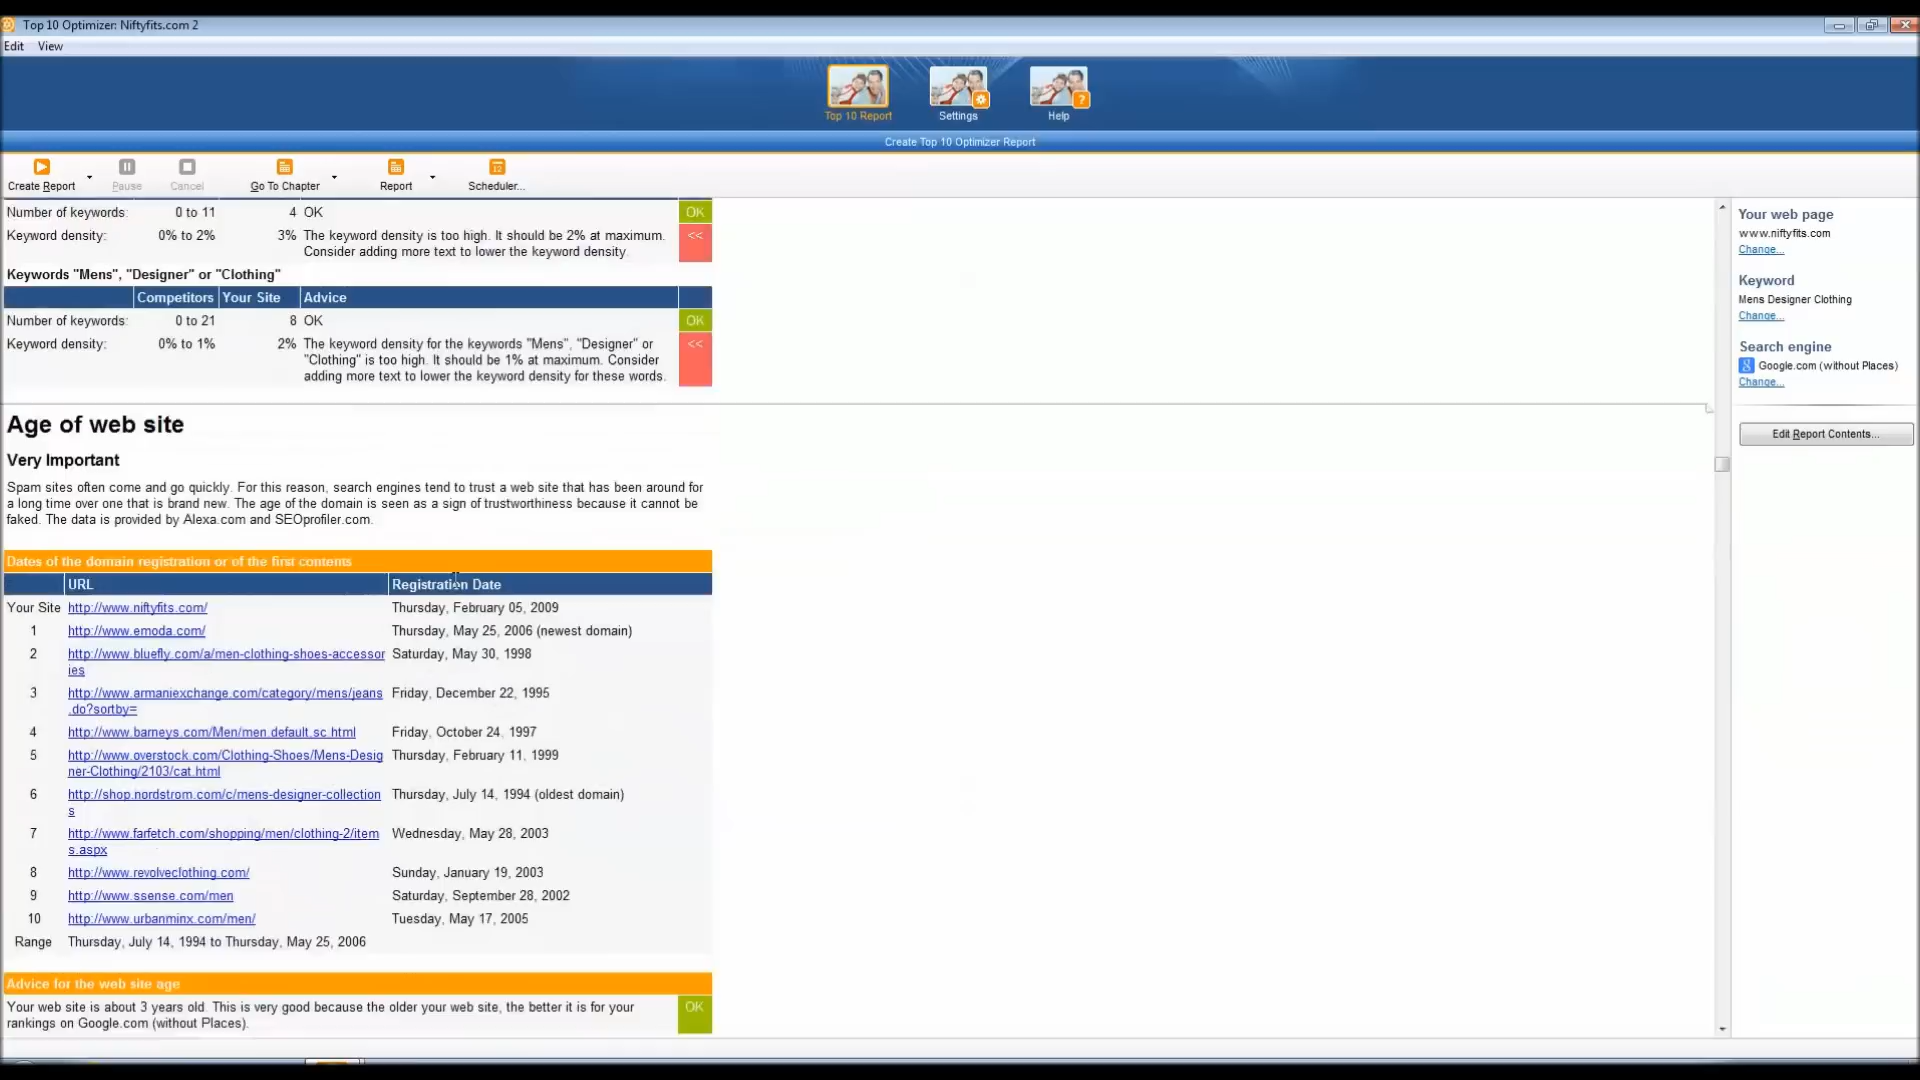 Top 10 Optimizer: Niftyfits.com 2
Edit View
Top 10 Report Settings Help
Create Top 10 Optimizer Report
Create Report Pause Cancel Go To Chapter Report 12 Scheduler...
Number of keywords: 0 to 11 4 OK OK
Keyword density: 0% to 2% 3% The keyword density is too high. It should be 2% at maximum. <<
Consider adding more text to lower the keyword density.
Keywords "Mens", "Designer" or "Clothing"
Competitors Your Site Advice
Number of keywords: 0 to 21 8 OK OK
Keyword density: 0% to 1% 2% The keyword density for the keywords "Mens", "Designer" or <<
"Clothing" is too high. It should be 1% at maximum. Consider
adding more text to lower the keyword density for these words.
Age of web site
Very Important
Spam sites often come and go quickly. For this reason, search engines tend to trust a web site that has been around for
a long time over one that is brand new. The age of the domain is seen as a sign of trustworthiness because it cannot be
faked. The data is provided by Alexa.com and SEOprofiler.com.
Dates of the domain registration or of the first contents
URL Registration Date
Your Site http://www.niftyfits.com/ Thursday, February 05, 2009
1 http://www.emoda.com/ Thursday, May 25, 2006 (newest domain)
2 http://www.bluefly.com/a/men-clothing-shoes-accessor Saturday, May 30, 1998
ies
3 http://www.armaniexchange.com/category/mens/jeans Friday, December 22, 1995
.do?sortby=
4 http://www.barneys.com/Men/men,default,sc.html Friday, October 24, 1997
5 http://www.overstock.com/Clothing-Shoes/Mens-Desig Thursday, February 11, 1999
ner-Clothing/2103/cat.html
6 http://shop.nordstrom.com/c/mens-designer-collection Thursday, July 14, 1994 (oldest domain)
s
7 http://www.farfetch.com/shopping/men/clothing-2/item Wednesday, May 28, 2003
s.aspx
8 http://www.revolveclothing.com/ Sunday, January 19, 2003
9 http://www.ssense.com/men Saturday, September 28, 2002
10 http://www.urbanminx.com/men/ Tuesday, May 17, 2005
Range Thursday, July 14, 1994 to Thursday, May 25, 2006
Advice for the web site age
Your web site is about 3 years old. This is very good because the older your web site, the better it is for your OK
rankings on Google.com (without Places).
Your web page
www.niftyfits.com
Change...
Keyword
Mens Designer Clothing
Change...
Search engine
8 Google.com (without Places)
Change...
Edit Report Contents...